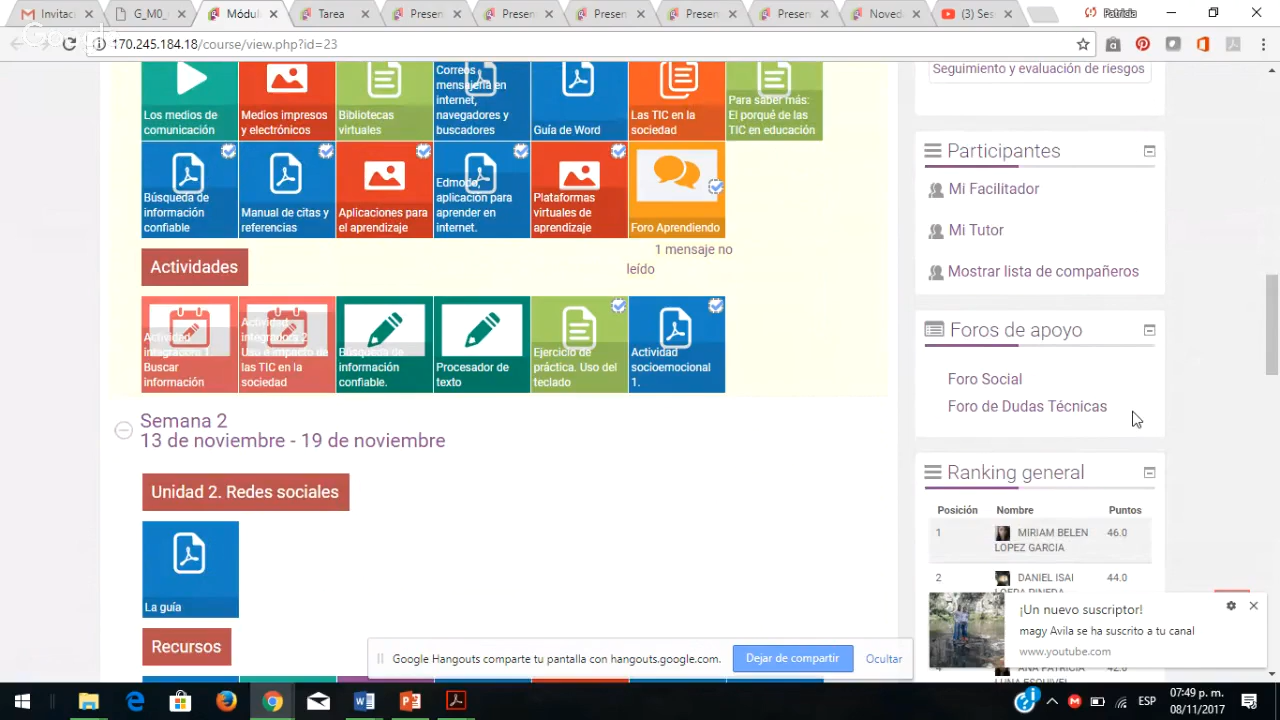 Invitac
G_M0_
Módul
Tarea
Presen
Presen
Presen
Presen
Presen
Noved
(3) Ses
Patricia
170.245.184.18/course/view.php?id=23
Los medios de
comunicación
Medios impresos
y electrónicos
Bibliotecas
virtuales
Correos
mensajería en
internet,
navegadores y
buscadores
Guía de Word
Las TIC en la
sociedad
Para saber más:
El porqué de las
TIC en educación
Búsqueda de
información
confiable
Manual de citas y
referencias
Aplicaciones para
el aprendizaje
Edmodo,
aplicación para
aprender en
internet.
Plataformas
virtuales de
aprendizaje
Foro Aprendiendo
1 mensaje no
leído
Actividades
Actividad
integradora 1.
Buscar
información
Actividad
integradora 2
Uso e impacto de
las TIC en la
sociedad
Búsqueda de
información
confiable.
Procesador de
texto
Ejercicio de
práctica. Uso del
teclado
Actividad
socioemocional
1.
Semana 2
13 de noviembre - 19 de noviembre
Unidad 2. Redes sociales
La guía
Recursos
Seguimiento y evaluación de riesgos
Participantes
Mi Facilitador
Mi Tutor
Mostrar lista de compañeros
Foros de apoyo
Foro Social
Foro de Dudas Técnicas
Ranking general
Posición Nombre Puntos
1 MIRIAM BELEN 46.0
LOPEZ GARCIA
2 DANIEL ISAI 44.0
LOERA PINEDA
¡Un nuevo suscriptor!
magy Avila se ha suscrito a tu canal
www.youtube.com
4 ANA PATRICIA 42.0
LUNA ESQUIVEL
Google Hangouts comparte tu pantalla con hangouts.google.com.
Dejar de compartir
Ocultar
ESP
07:49 p. m.
08/11/2017